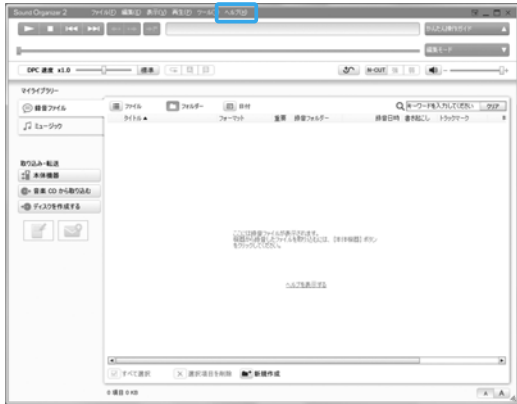 Sound Organizer 2
ファイル(F) 編集(E) 表示(V) 再生(P) ツール(T) ヘルプ(H)
かんたん操作ガイド
編集モード
DPC 速度 x1.0
標準
N-CUT
マイライブラリー
録音ファイル
ミュージック
取り込み・転送
本体機器
音楽 CD から取り込む
ディスクを作成する
ファイル
フォルダー
日付
キーワードを入力してください
クリア
タイトル
フォーマット
重要
録音フォルダー
録音日時
書き起こし
トラックマーク
ここには録音ファイルが表示されます。
機器から録音したファイルを取り込むには、[本体機器] ボタン
をクリックしてください。
ヘルプを表示する
すべて選択
選択項目を削除
新規作成
0 項目 0 KB
A A